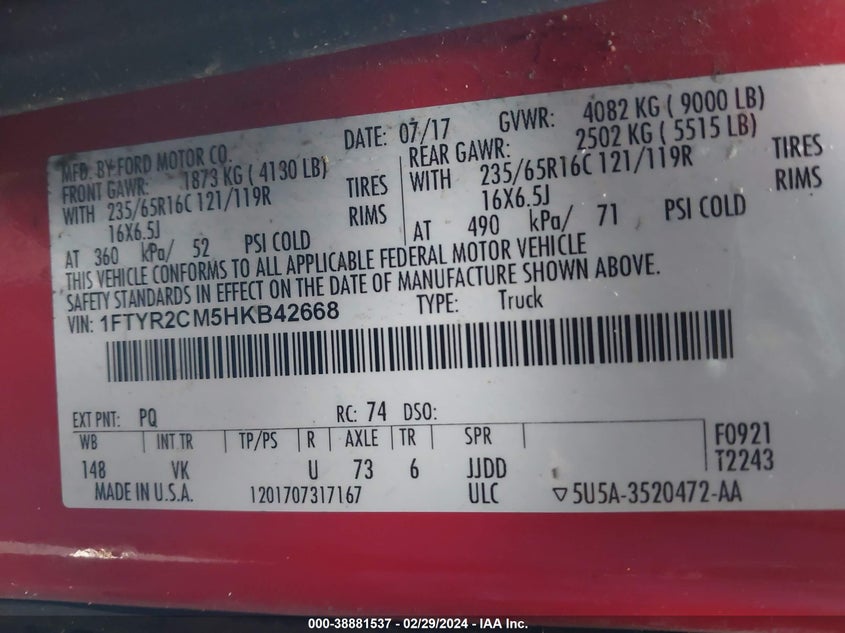 MFD. BY FORD MOTOR CO. DATE: 07/17 GVWR: 4082 KG ( 9000 LB)
FRONT GAWR: 1873 KG ( 4130 LB) REAR GAWR: 2502 KG ( 5515 LB)
WITH 235/65R16C 121/119R TIRES WITH 235/65R16C 121/119R TIRES
16X6.5J RIMS 16X6.5J RIMS
AT 360 kPa/ 52 PSI COLD AT 490 kPa/ 71 PSI COLD
THIS VEHICLE CONFORMS TO ALL APPLICABLE FEDERAL MOTOR VEHICLE
SAFETY STANDARDS IN EFFECT ON THE DATE OF MANUFACTURE SHOWN ABOVE.
VIN: 1FTYR2CM5HKB42668 TYPE: Truck
EXT PNT: PQ RC: 74 DSO:
WB INT TR TP/PS R AXLE TR SPR F0921
148 VK U 73 6 JJDD T2243
MADE IN U.S.A. 1201707317167 ULC ▽5U5A-3520472-AA
000-38881537 - 02/29/2024 - IAA Inc.